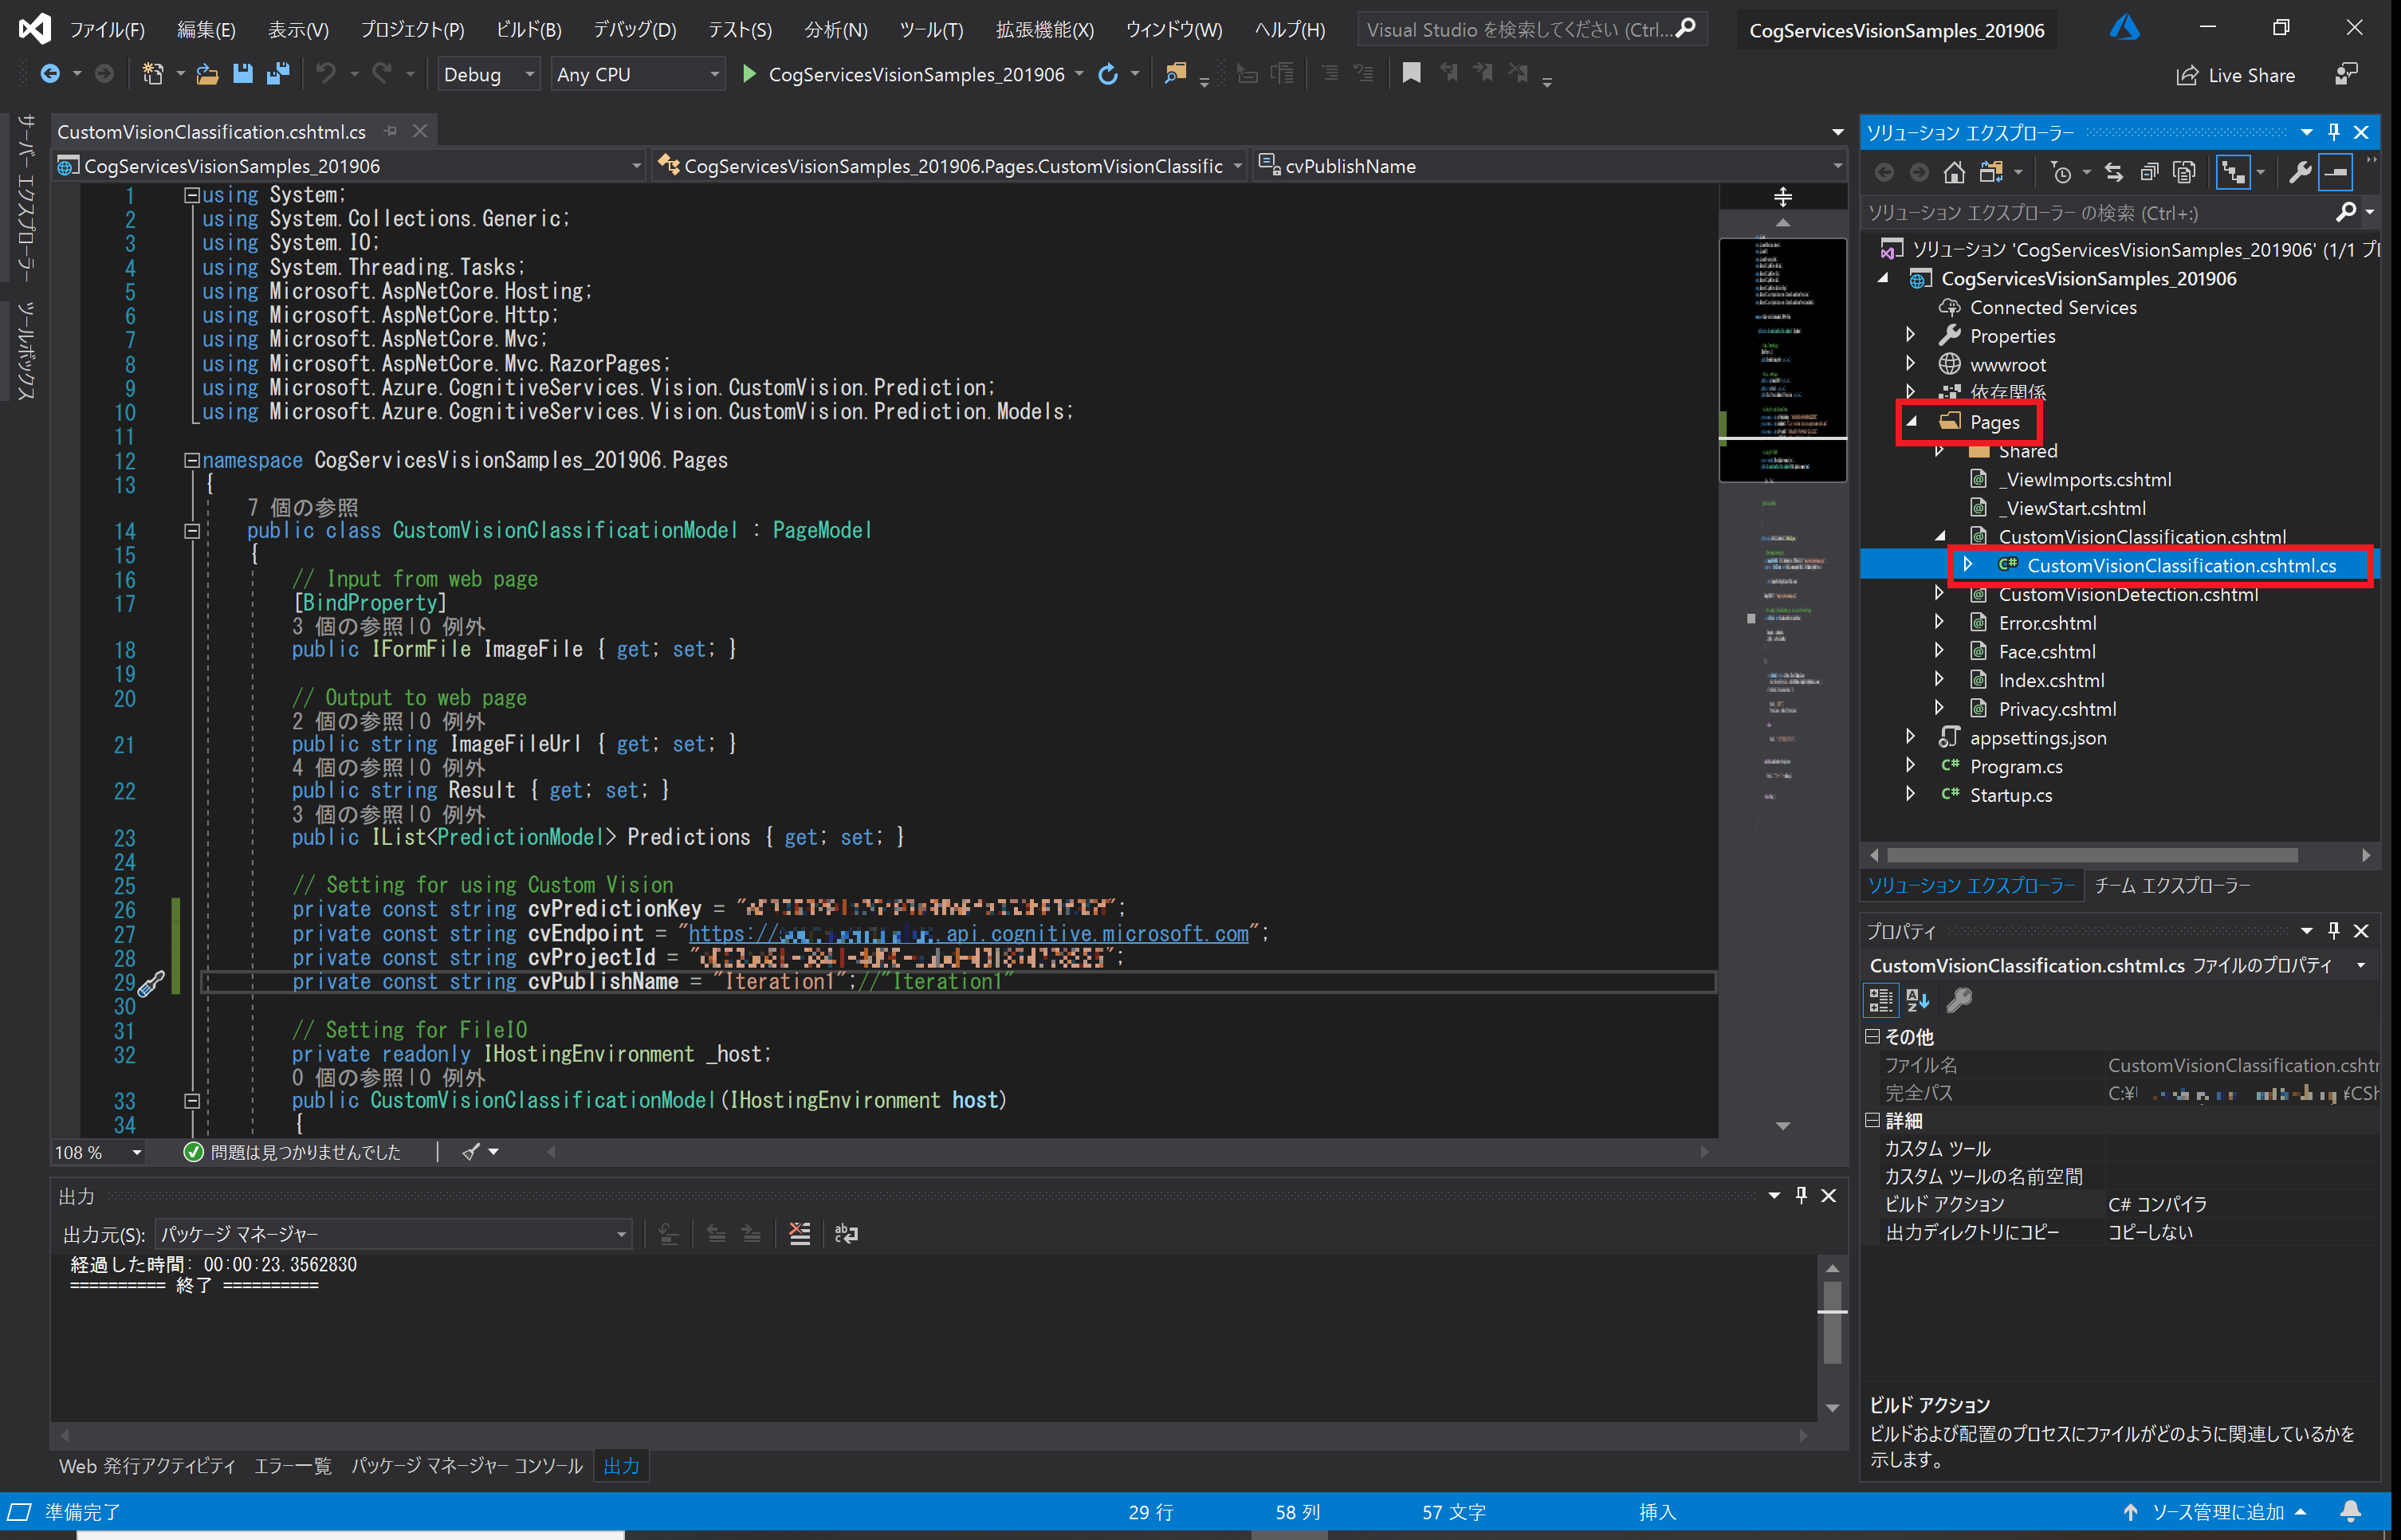 ファイル(F) 編集(E) 表示(V) プロジェクト(P) ビルド(B) デバッグ(D) テスト(S) 分析(N) ツール(T) 拡張機能(X) ウィンドウ(W) ヘルプ(H) Visual Studio を検索してください (Ctrl... CogServicesVisionSamples_201906
Debug Any CPU CogServicesVisionSamples_201906 Live Share
サーバー エクスプローラー
ツールボックス
CustomVisionClassification.cshtml.cs
CogServicesVisionSamples_201906 CogServicesVisionSamples_201906.Pages.CustomVisionClassific cvPublishName
1 using System;
2 using System.Collections.Generic;
3 using System.IO;
4 using System.Threading.Tasks;
5 using Microsoft.AspNetCore.Hosting;
6 using Microsoft.AspNetCore.Http;
7 using Microsoft.AspNetCore.Mvc;
8 using Microsoft.AspNetCore.Mvc.RazorPages;
9 using Microsoft.Azure.CognitiveServices.Vision.CustomVision.Prediction;
10 using Microsoft.Azure.CognitiveServices.Vision.CustomVision.Prediction.Models;
11
12 namespace CogServicesVisionSamples_201906.Pages
13 {
7 個の参照
14 public class CustomVisionClassificationModel : PageModel
15 {
16 // Input from web page
17 [BindProperty]
3 個の参照|0 例外
18 public IFormFile ImageFile { get; set; }
19
20 // Output to web page
2 個の参照|0 例外
21 public string ImageFileUrl { get; set; }
4 個の参照|0 例外
22 public string Result { get; set; }
3 個の参照|0 例外
23 public IList<PredictionModel> Predictions { get; set; }
24
25 // Setting for using Custom Vision
26 private const string cvPredictionKey = "";
27 private const string cvEndpoint = "https://.api.cognitive.microsoft.com";
28 private const string cvProjectId = "";
29 private const string cvPublishName = "Iteration1";//"Iteration1"
30
31 // Setting for FileIO
32 private readonly IHostingEnvironment _host;
0 個の参照|0 例外
33 public CustomVisionClassificationModel(IHostingEnvironment host)
34 {
108 % 問題は見つかりませんでした
出力
出力元(S): パッケージ マネージャー
経過した時間: 00:00:23.3562830
========== 終了 ==========
Web 発行アクティビティ エラー一覧 パッケージ マネージャー コンソール 出力
ソリューション エクスプローラー
ソリューション エクスプローラー の検索 (Ctrl+:)
ソリューション 'CogServicesVisionSamples_201906' (1/1 プ
CogServicesVisionSamples_201906
Connected Services
Properties
wwwroot
依存関係
Pages
Shared
_ViewImports.cshtml
_ViewStart.cshtml
CustomVisionClassification.cshtml
CustomVisionClassification.cshtml.cs
CustomVisionDetection.cshtml
Error.cshtml
Face.cshtml
Index.cshtml
Privacy.cshtml
appsettings.json
Program.cs
Startup.cs
ソリューション エクスプローラー チーム エクスプローラー
プロパティ
CustomVisionClassification.cshtml.cs ファイルのプロパティ
その他
ファイル名 CustomVisionClassification.cshtr
完全パス C:¥ ¥CSh
詳細
カスタム ツール
カスタム ツールの名前空間
ビルド アクション C# コンパイラ
出力ディレクトリにコピー コピーしない
ビルド アクション
ビルドおよび配置のプロセスにファイルがどのように関連しているかを
示します。
準備完了 29 行 58 列 57 文字 挿入 ソース管理に追加